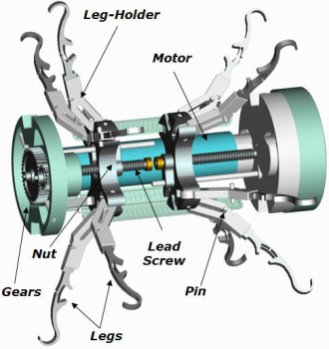 Leg-Holder
Motor
Nut
Lead
Screw
Pin
Gears
Legs